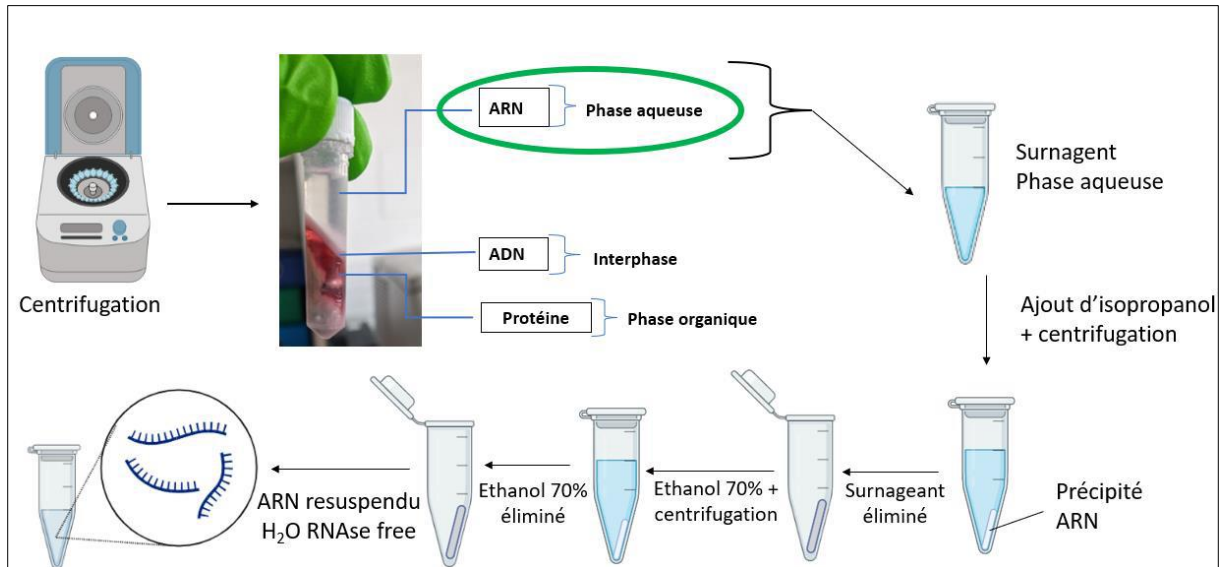 Centrifugation
ARN
Phase aqueuse
ADN
Interphase
Protéine
Phase organique
Surnagent
Phase aqueuse
Ajout d'isopropanol
+ centrifugation
Précipité
ARN
Surnageant
éliminé
Ethanol 70% +
centrifugation
Ethanol 70%
éliminé
ARN resuspendu
H₂O RNAse free